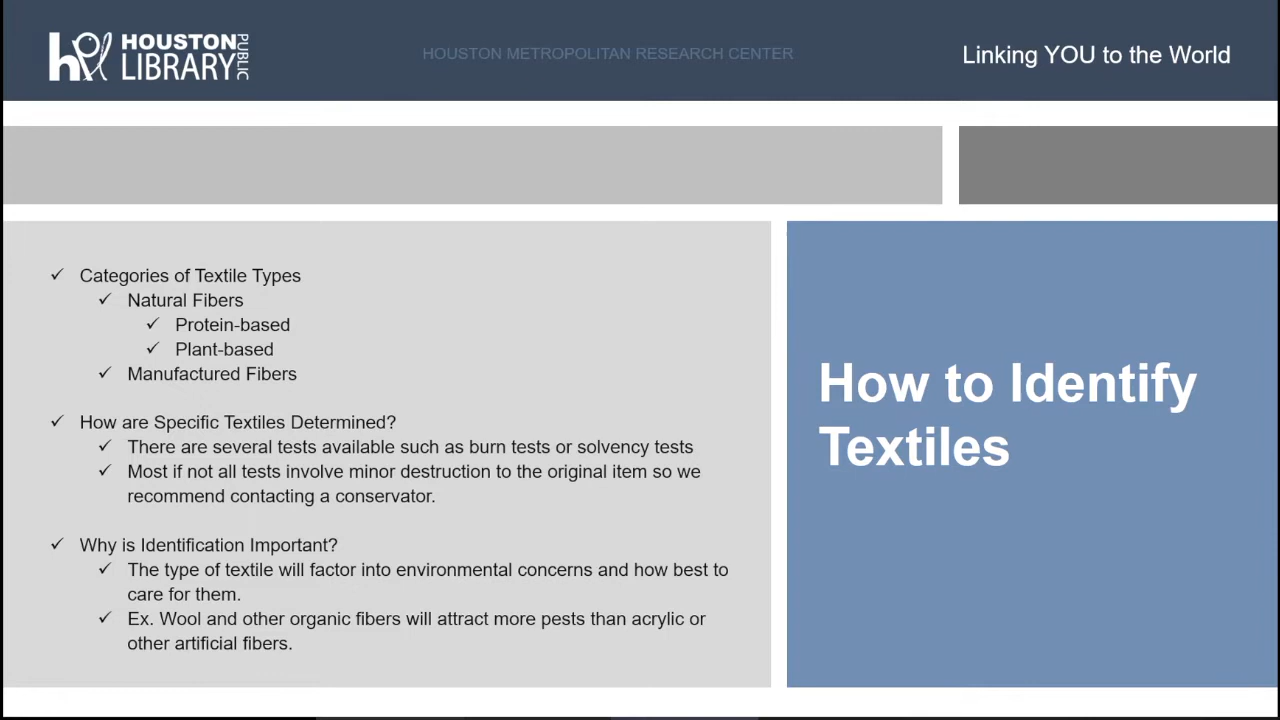 HOUSTON
LIBRARY
PUBLIC
HOUSTON METROPOLITAN RESEARCH CENTER
Linking YOU to the World
Categories of Textile Types
Natural Fibers
Protein-based
Plant-based
Manufactured Fibers
How are Specific Textiles Determined?
There are several tests available such as burn tests or solvency tests
Most if not all tests involve minor destruction to the original item so we
recommend contacting a conservator.
Why is Identification Important?
The type of textile will factor into environmental concerns and how best to
care for them.
Ex. Wool and other organic fibers will attract more pests than acrylic or
other artificial fibers.
How to Identify
Textiles